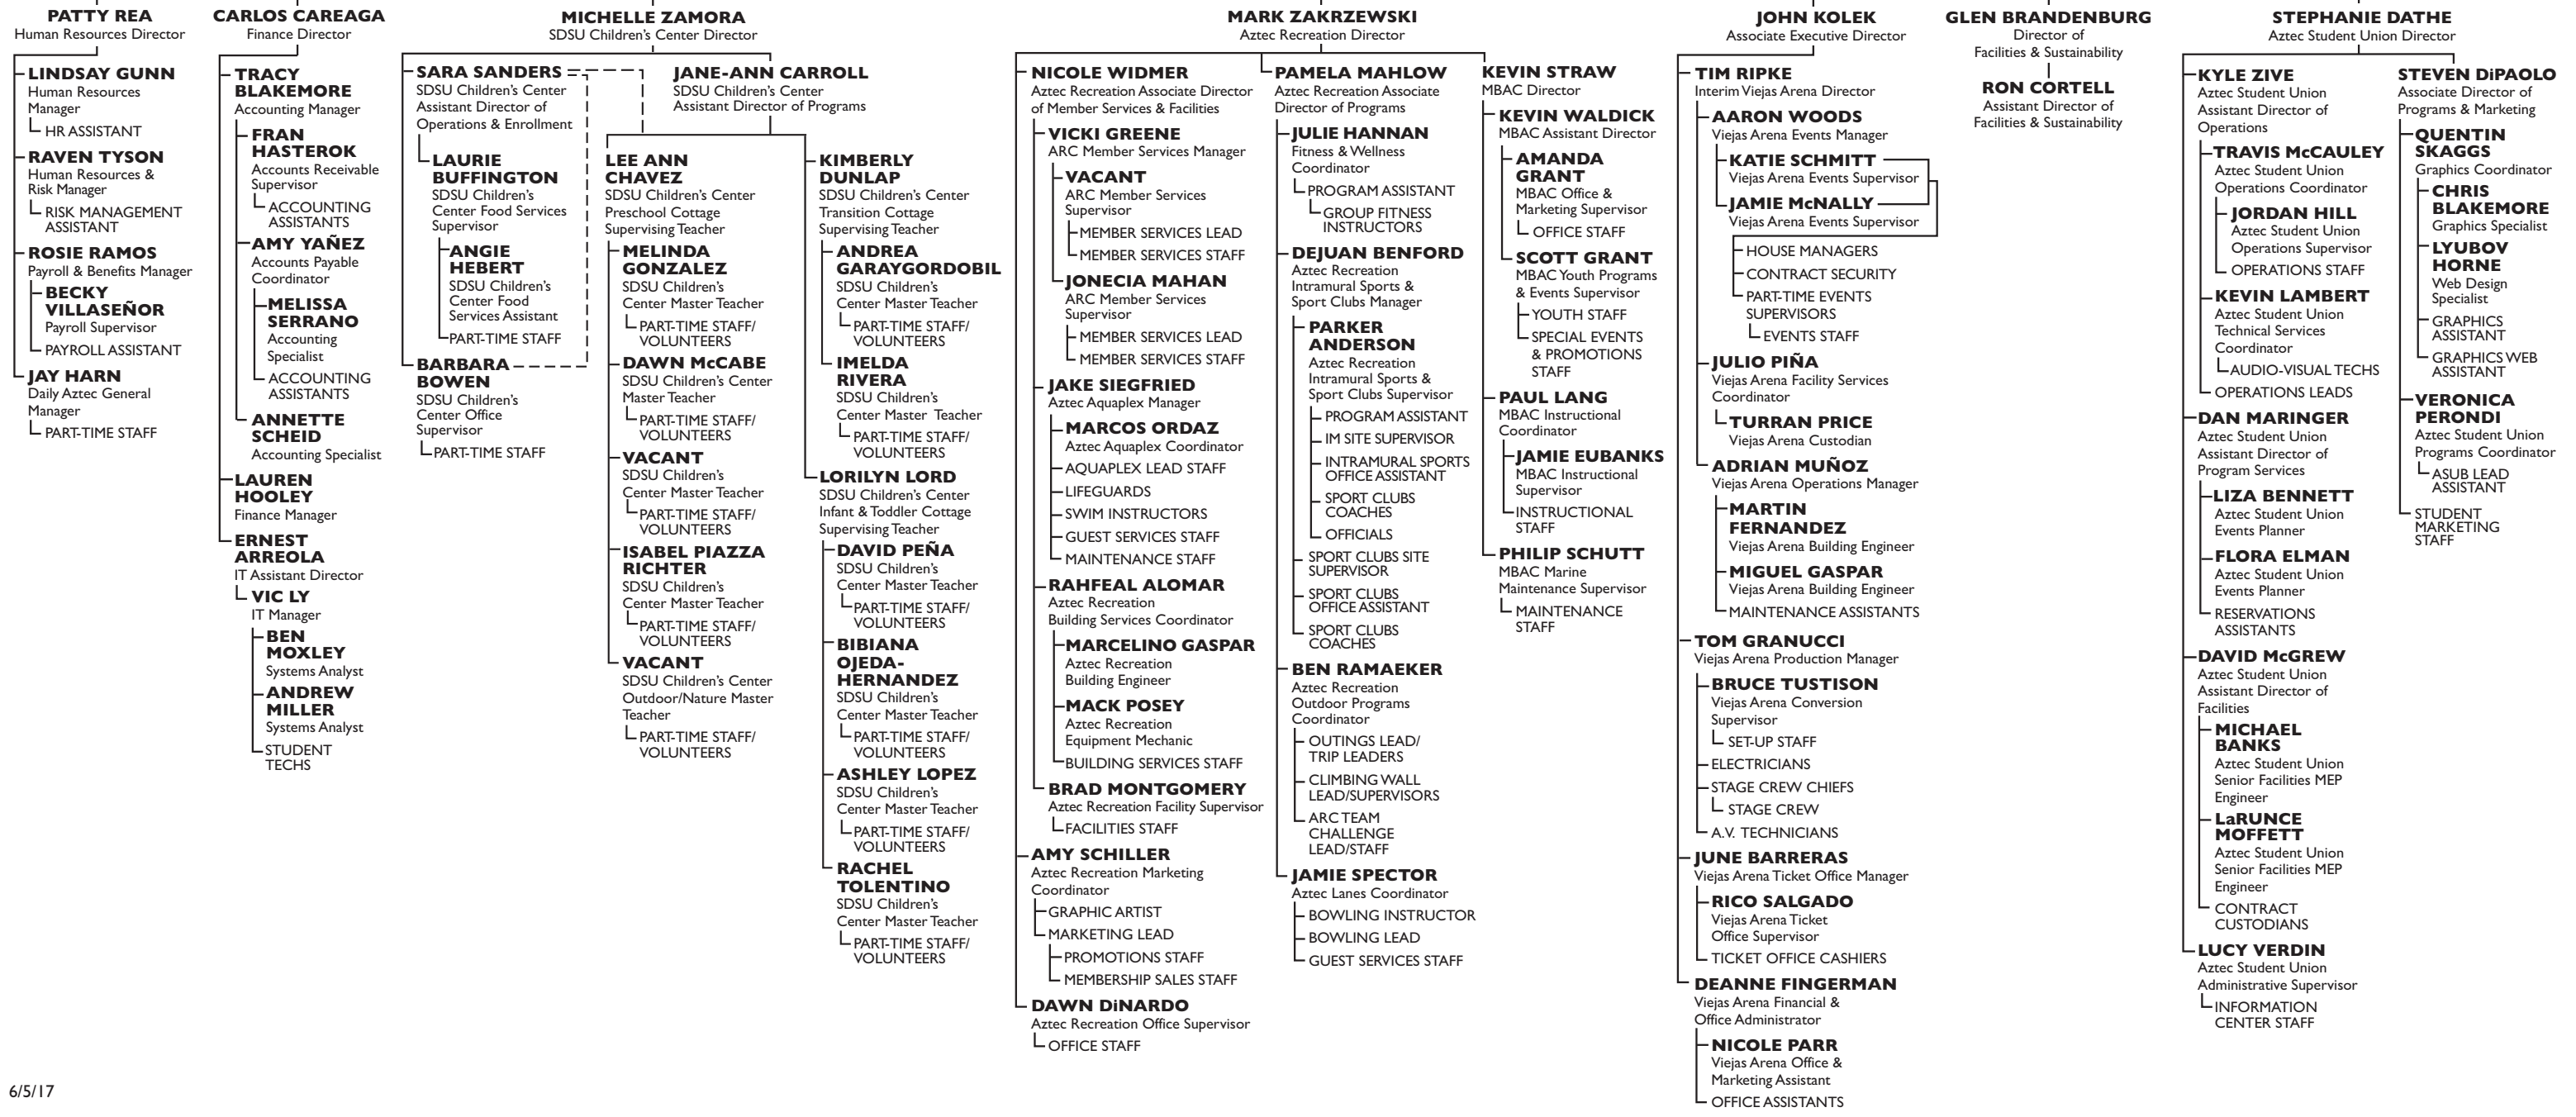 PATTY REA
Human Resources Director
LINDSAY GUNN
Human Resources
Manager
HR ASSISTANT
RAVEN TYSON
Human Resources &
Risk Manager
RISK MANAGEMENT
ASSISTANT
ROSIE RAMOS
Payroll & Benefits Manager
BECKY
VILLASEÑOR
Payroll Supervisor
PAYROLL ASSISTANT
JAY HARN
Daily Aztec General
Manager
PART-TIME STAFF
CARLOS CAREAGA
Finance Director
TRACY
BLAKEMORE
Accounting Manager
FRAN
HASTEROK
Accounts Receivable
Supervisor
ACCOUNTING
ASSISTANTS
AMY YAÑEZ
Accounts Payable
Coordinator
MELISSA
SERRANO
Accounting
Specialist
ACCOUNTING
ASSISTANTS
ANNETTE
SCHEID
Accounting Specialist
LAUREN
HOOLEY
Finance Manager
ERNEST
ARREOLA
IT Assistant Director
VIC LY
IT Manager
BEN
MOXLEY
Systems Analyst
ANDREW
MILLER
Systems Analyst
STUDENT
TECHS
MICHELLE ZAMORA
SDSU Children's Center Director
SARA SANDERS
SDSU Children's Center
Assistant Director of
Operations & Enrollment
LAURIE
BUFFINGTON
SDSU Children's
Center Food Services
Supervisor
ANGIE
HEBERT
SDSU Children's
Center Food
Services Assistant
PART-TIME STAFF
BARBARA
BOWEN
SDSU Children's
Center Office
Supervisor
PART-TIME STAFF
JANE-ANN CARROLL
SDSU Children's Center
Assistant Director of Programs
LEE ANN
CHAVEZ
SDSU Children's Center
Preschool Cottage
Supervising Teacher
MELINDA
GONZALEZ
SDSU Children's
Center Master Teacher
PART-TIME STAFF/
VOLUNTEERS
DAWN McCABE
SDSU Children's Center
Master Teacher
PART-TIME STAFF/
VOLUNTEERS
VACANT
SDSU Children's
Center Master Teacher
PART-TIME STAFF/
VOLUNTEERS
ISABEL PIAZZA
RICHTER
SDSU Children's
Center Master Teacher
PART-TIME STAFF/
VOLUNTEERS
VACANT
SDSU Children's Center
Outdoor/Nature Master
Teacher
PART-TIME STAFF/
VOLUNTEERS
KIMBERLY
DUNLAP
SDSU Children's Center
Transition Cottage
Supervising Teacher
ANDREA
GARAYGORDOBIL
SDSU Children's
Center Master Teacher
PART-TIME STAFF/
VOLUNTEERS
IMELDA
RIVERA
SDSU Children's
Center Master Teacher
PART-TIME STAFF/
VOLUNTEERS
LORILYN LORD
SDSU Children's Center
Infant & Toddler Cottage
Supervising Teacher
DAVID PEÑA
SDSU Children's
Center Master Teacher
PART-TIME STAFF/
VOLUNTEERS
BIBIANA
OJEDA-
HERNANDEZ
SDSU Children's
Center Master Teacher
PART-TIME STAFF/
VOLUNTEERS
ASHLEY LOPEZ
SDSU Children's
Center Master Teacher
PART-TIME STAFF/
VOLUNTEERS
RACHEL
TOLENTINO
SDSU Children's
Center Master Teacher
PART-TIME STAFF/
VOLUNTEERS
MARK ZAKRZEWSKI
Aztec Recreation Director
NICOLE WIDMER
Aztec Recreation Associate Director
of Member Services & Facilities
VICKI GREENE
ARC Member Services Manager
VACANT
ARC Member Services
Supervisor
MEMBER SERVICES LEAD
MEMBER SERVICES STAFF
JONECIA MAHAN
ARC Member Services
Supervisor
MEMBER SERVICES LEAD
MEMBER SERVICES STAFF
JAKE SIEGFRIED
Aztec Aquaplex Manager
MARCOS ORDAZ
Aztec Aquaplex Coordinator
AQUAPLEX LEAD STAFF
LIFEGUARDS
SWIM INSTRUCTORS
GUEST SERVICES STAFF
MAINTENANCE STAFF
RAHFEAL ALOMAR
Aztec Recreation
Building Services Coordinator
MARCELINO GASPAR
Aztec Recreation
Building Engineer
MACK POSEY
Aztec Recreation
Equipment Mechanic
BUILDING SERVICES STAFF
BRAD MONTGOMERY
Aztec Recreation Facility Supervisor
FACILITIES STAFF
AMY SCHILLER
Aztec Recreation Marketing
Coordinator
GRAPHIC ARTIST
MARKETING LEAD
PROMOTIONS STAFF
MEMBERSHIP SALES STAFF
DAWN DiNARDO
Aztec Recreation Office Supervisor
OFFICE STAFF
PAMELA MAHLOW
Aztec Recreation Associate
Director of Programs
JULIE HANNAN
Fitness & Wellness
Coordinator
PROGRAM ASSISTANT
GROUP FITNESS
INSTRUCTORS
DEJUAN BENFORD
Aztec Recreation
Intramural Sports &
Sport Clubs Manager
PARKER
ANDERSON
Aztec Recreation
Intramural Sports &
Sport Clubs Supervisor
PROGRAM ASSISTANT
IM SITE SUPERVISOR
INTRAMURAL SPORTS
OFFICE ASSISTANT
SPORT CLUBS
COACHES
OFFICIALS
SPORT CLUBS SITE
SUPERVISOR
SPORT CLUBS
OFFICE ASSISTANT
SPORT CLUBS
COACHES
BEN RAMAEKER
Aztec Recreation
Outdoor Programs
Coordinator
OUTINGS LEAD/
TRIP LEADERS
CLIMBING WALL
LEAD/SUPERVISORS
ARC TEAM
CHALLENGE
LEAD/STAFF
JAMIE SPECTOR
Aztec Lanes Coordinator
BOWLING INSTRUCTOR
BOWLING LEAD
GUEST SERVICES STAFF
KEVIN STRAW
MBAC Director
KEVIN WALDICK
MBAC Assistant Director
AMANDA
GRANT
MBAC Office &
Marketing Supervisor
OFFICE STAFF
SCOTT GRANT
MBAC Youth Programs
& Events Supervisor
YOUTH STAFF
SPECIAL EVENTS
& PROMOTIONS
STAFF
PAUL LANG
MBAC Instructional
Coordinator
JAMIE EUBANKS
MBAC Instructional
Supervisor
INSTRUCTIONAL
STAFF
PHILIP SCHUTT
MBAC Marine
Maintenance Supervisor
MAINTENANCE
STAFF
JOHN KOLEK
Associate Executive Director
TIM RIPKE
Interim Viejas Arena Director
AARON WOODS
Viejas Arena Events Manager
KATIE SCHMITT
Viejas Arena Events Supervisor
JAMIE McNALLY
Viejas Arena Events Supervisor
HOUSE MANAGERS
CONTRACT SECURITY
PART-TIME EVENTS
SUPERVISORS
EVENTS STAFF
JULIO PIÑA
Viejas Arena Facility Services
Coordinator
TURRAN PRICE
Viejas Arena Custodian
ADRIAN MUÑOZ
Viejas Arena Operations Manager
MARTIN
FERNANDEZ
Viejas Arena Building Engineer
MIGUEL GASPAR
Viejas Arena Building Engineer
MAINTENANCE ASSISTANTS
TOM GRANUCCI
Viejas Arena Production Manager
BRUCE TUSTISON
Viejas Arena Conversion
Supervisor
SET-UP STAFF
ELECTRICIANS
STAGE CREW CHIEFS
STAGE CREW
A.V. TECHNICIANS
JUNE BARRERAS
Viejas Arena Ticket Office Manager
RICO SALGADO
Viejas Arena Ticket
Office Supervisor
TICKET OFFICE CASHIERS
DEANNE FINGERMAN
Viejas Arena Financial &
Office Administrator
NICOLE PARR
Viejas Arena Office &
Marketing Assistant
OFFICE ASSISTANTS
GLEN BRANDENBURG
Director of
Facilities & Sustainability
RON CORTELL
Assistant Director of
Facilities & Sustainability
STEPHANIE DATHE
Aztec Student Union Director
KYLE ZIVE
Aztec Student Union
Assistant Director of
Operations
TRAVIS McCAULEY
Aztec Student Union
Operations Coordinator
JORDAN HILL
Aztec Student Union
Operations Supervisor
OPERATIONS STAFF
KEVIN LAMBERT
Aztec Student Union
Technical Services
Coordinator
AUDIO-VISUAL TECHS
OPERATIONS LEADS
DAN MARINGER
Aztec Student Union
Assistant Director of
Program Services
LIZA BENNETT
Aztec Student Union
Events Planner
FLORA ELMAN
Aztec Student Union
Events Planner
RESERVATIONS
ASSISTANTS
DAVID McGREW
Aztec Student Union
Assistant Director of
Facilities
MICHAEL
BANKS
Aztec Student Union
Senior Facilities MEP
Engineer
LaRUNCE
MOFFETT
Aztec Student Union
Senior Facilities MEP
Engineer
CONTRACT
CUSTODIANS
LUCY VERDIN
Aztec Student Union
Administrative Supervisor
INFORMATION
CENTER STAFF
STEVEN DiPAOLO
Associate Director of
Programs & Marketing
QUENTIN
SKAGGS
Graphics Coordinator
CHRIS
BLAKEMORE
Graphics Specialist
LYUBOV
HORNE
Web Design
Specialist
GRAPHICS
ASSISTANT
GRAPHICS WEB
ASSISTANT
VERONICA
PERONDI
Aztec Student Union
Programs Coordinator
ASUB LEAD
ASSISTANT
STUDENT
MARKETING
STAFF
6/5/17